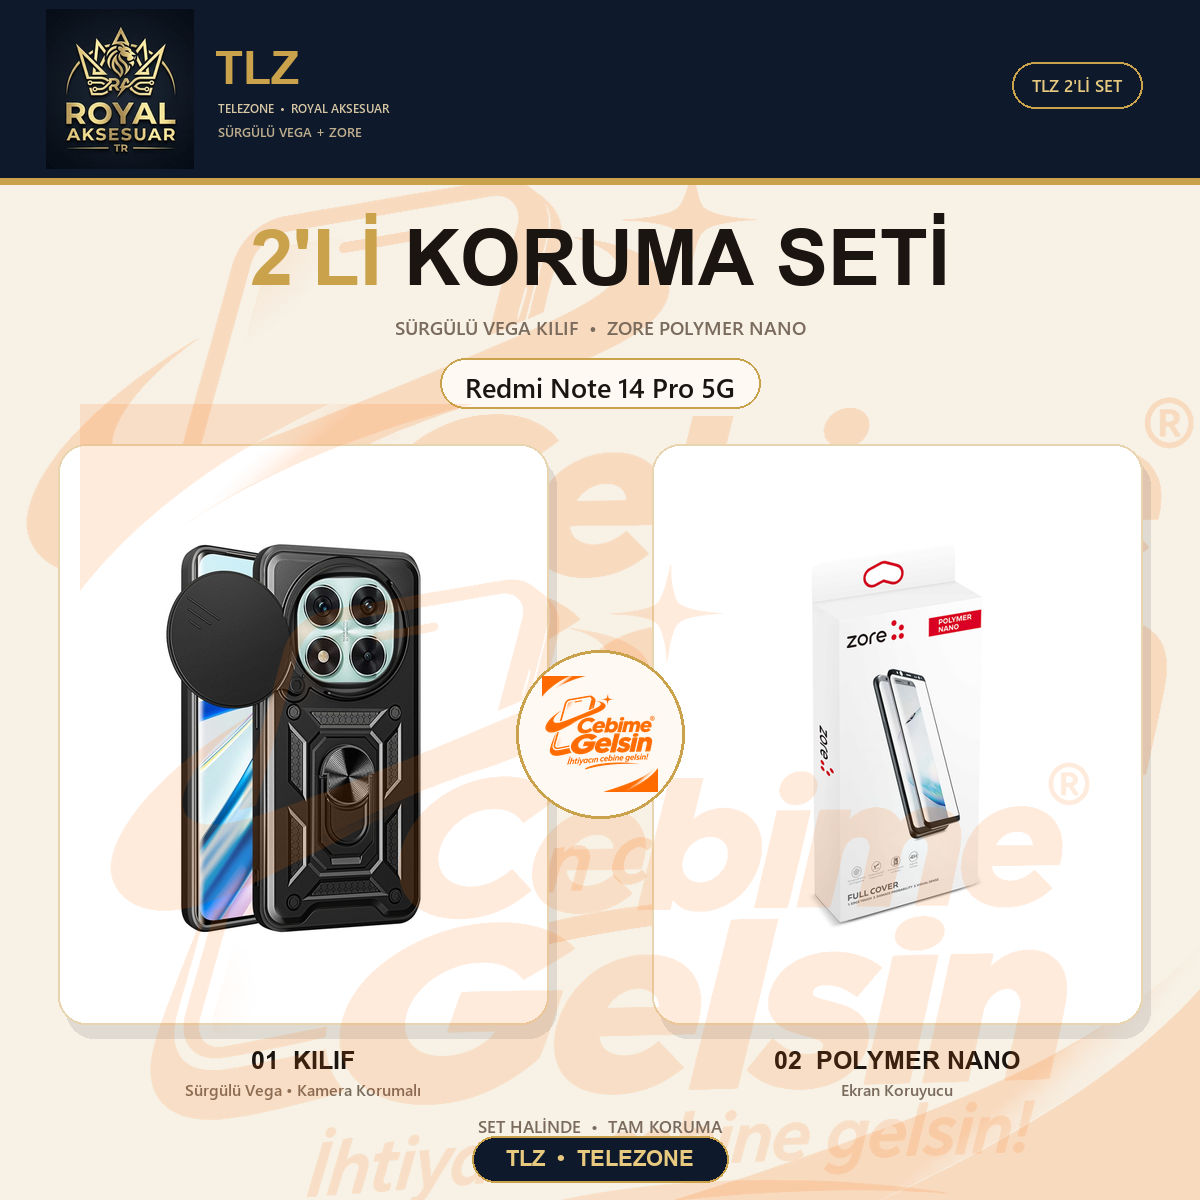 ROYAL
AKSESUAR
TR
TLZ
TELEZONE • ROYAL AKSESUAR
SÜRGÜLÜ VEGA + ZORE
TLZ 2'Lİ SET
2'Lİ KORUMA SETİ
SÜRGÜLÜ VEGA KILIF • ZORE POLYMER NANO
Redmi Note 14 Pro 5G
zore
POLYMER
NANO
zore
FULL COVER
Cebime
Gelsin
İhtiyacın cebine gelsin!
Cebime
Gelsin
01 KILIF
02 POLYMER NANO
Sürgülü Vega • Kamera Korumalı
Ekran Koruyucu
SET HALİNDE • TAM KORUMA
TLZ • TELEZONE